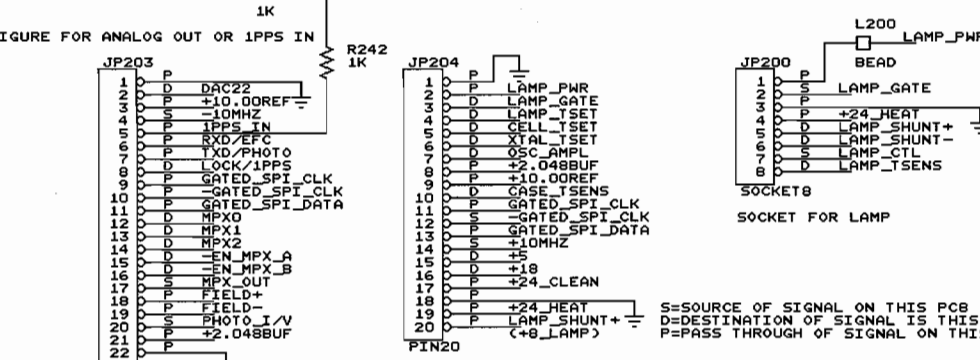 1K
IGURE FOR ANALOG OUT OR 1PPS IN
R242
1K
L200
LAMP_PWR
BEAD
JP203
1 P
2 D DAC22
3 P +10.00REF
4 S -10MHZ
5 P 1PPS_IN
6 P RXD/EFC
7 P TXD/PHOTO
8 D LOCK/1PPS
9 P GATED_SPI_CLK
10 P -GATED_SPI_CLK
11 P GATED_SPI_DATA
12 D MPX0
13 D MPX1
14 D MPX2
15 D -EN_MPX_A
16 D -EN_MPX_B
17 S MPX_OUT
18 P FIELD+
19 P FIELD-
20 S PHOTO_I/V
21 P +2.048BUF
22 P
JP204
1 P
2 P LAMP_PWR
3 D LAMP_GATE
4 D LAMP_TSET
5 D CELL_TSET
6 D XTAL_TSET
7 D OSC_AMPL
8 P +2.048BUF
9 P +10.00REF
10 D CASE_TSENS
11 P GATED_SPI_CLK
12 S -GATED_SPI_CLK
13 P GATED_SPI_DATA
14 S +10MHZ
15 D +5
16 D +18
17 P +24_CLEAN
18 P
19 P +24_HEAT
20 P LAMP_SHUNT+
(+8_LAMP)
PIN20
JP200
1 P
2 S LAMP_GATE
3 P
4 P +24_HEAT
5 D LAMP_SHUNT+
6 D LAMP_SHUNT-
7 S LAMP_CTL
8 D LAMP_TSENS
SOCKET8
SOCKET FOR LAMP
S=SOURCE OF SIGNAL ON THIS PCB
D=DESTINATION OF SIGNAL IS THIS
P=PASS THROUGH OF SIGNAL ON THI